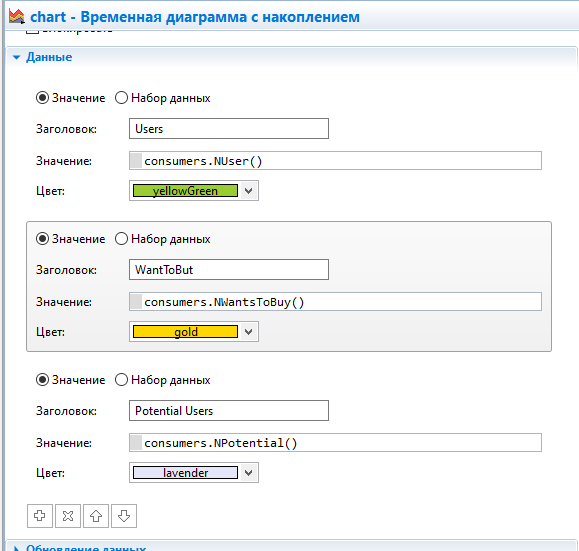 chart - Временная диаграмма с накоплением
Данные
Значение Набор данных
Заголовок: Users
Значение: consumers.NUser()
Цвет: yellowGreen
Значение Набор данных
Заголовок: WantToBut
Значение: consumers.NWantsToBuy()
Цвет: gold
Значение Набор данных
Заголовок: Potential Users
Значение: consumers.NPotential()
Цвет: lavender
Обновление данных